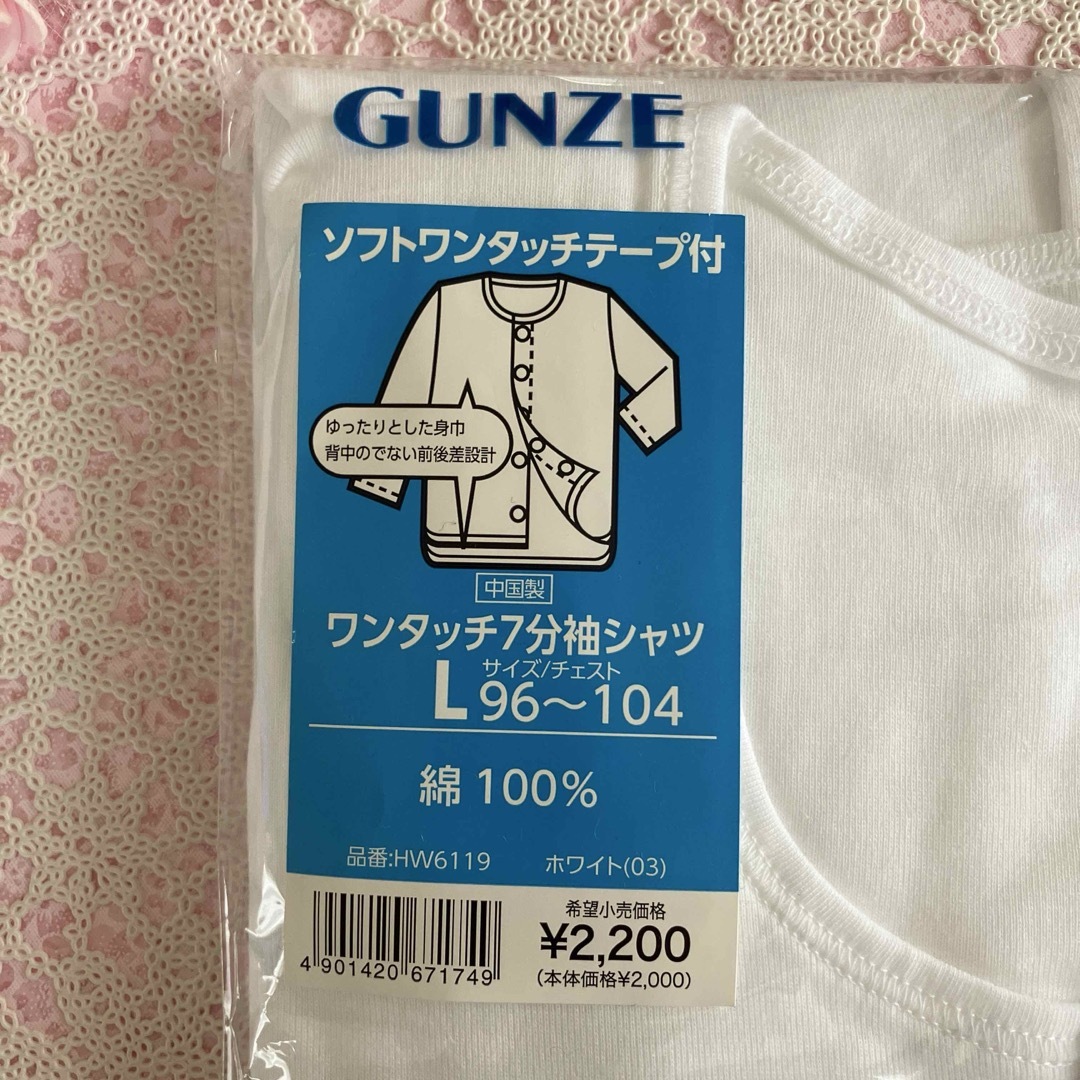 GUNZE
ソフトワンタッチテープ付
ゆったりとした身巾
背中のでない前後差設計
中国製
ワンタッチ7分袖シャツ
サイズ/チェスト
L 96～104
綿 100%
品番:HW6119 ホワイト(03)
希望小売価格
¥2,200
(本体価格¥2,000)
4 901420 671749